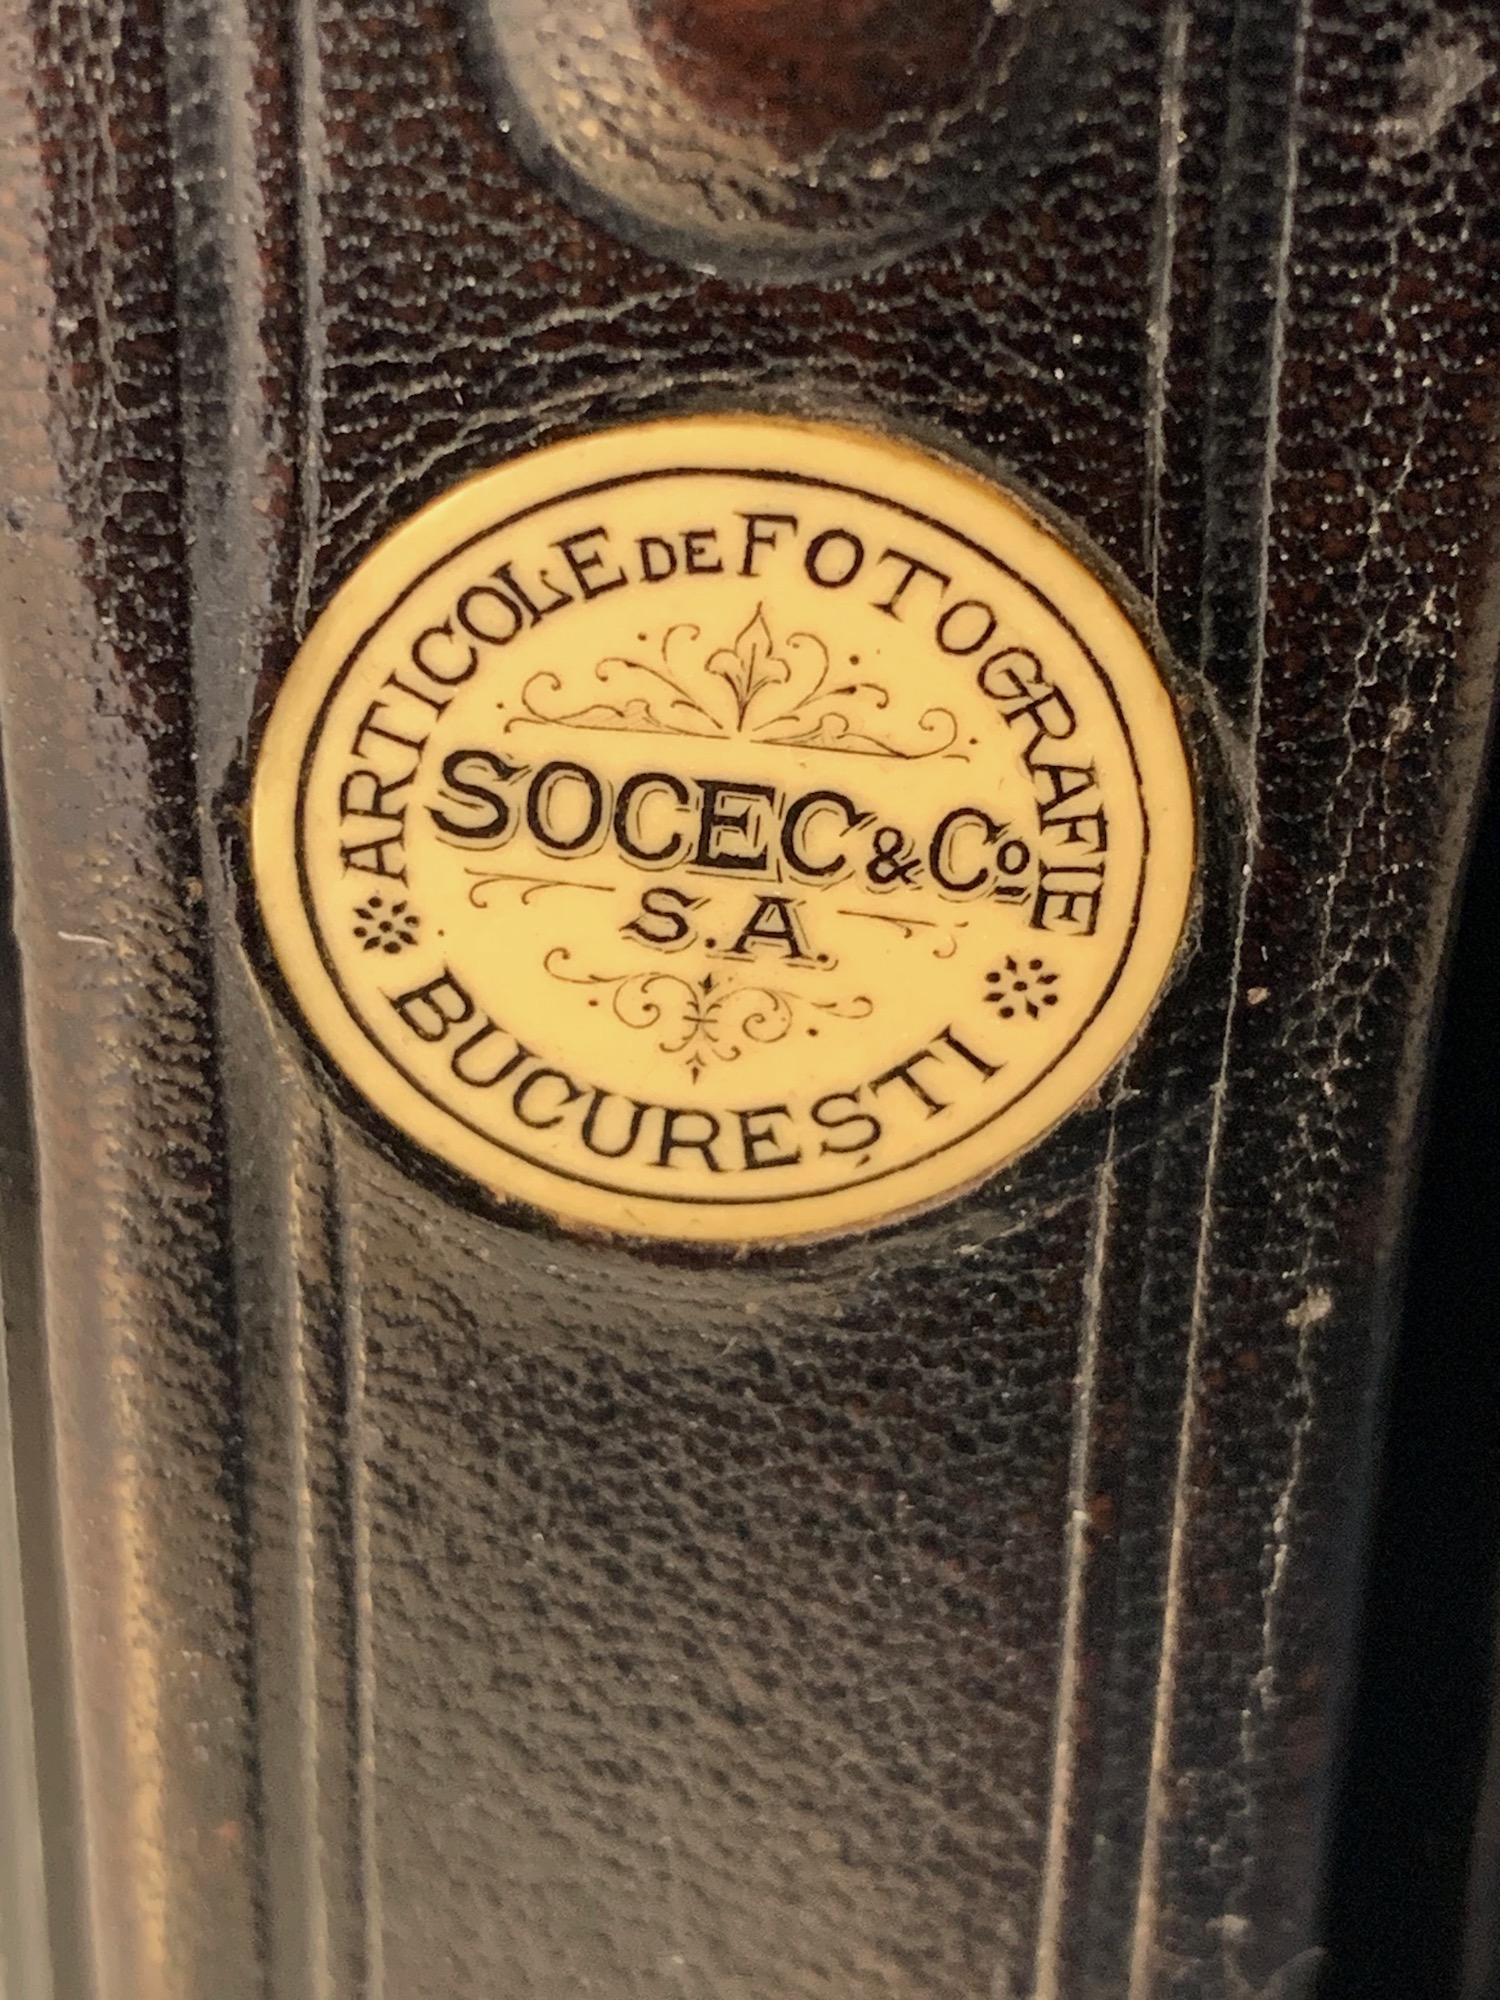 ARTICOLE DE FOTOGRAFIE
SOCEC & Cº
S.A.
BUCUREȘTI